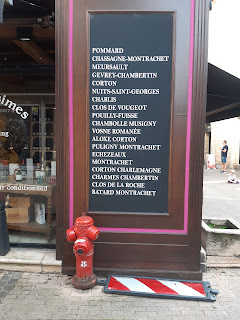 POMMARD
CHASSAGNE-MONTRACHET
MEURSAULT
GEVREY-CHAMBERTIN
CORTON
NUITS-SAINT-GEORGES
CHABLIS
CLOS DE VOUGEOT
POUILLY-FUISSE
CHAMBOLLE MUSIGNY
VOSNE ROMANÉE
ALOXE CORTON
PULIGNY MONTRACHET
ECHEZEAUX
MONTRACHET
CORTON CHARLEMAGNE
CHARMES CHAMBERTIN
CLOS DE LA ROCHE
BATARD MONTRACHET
Conditioned